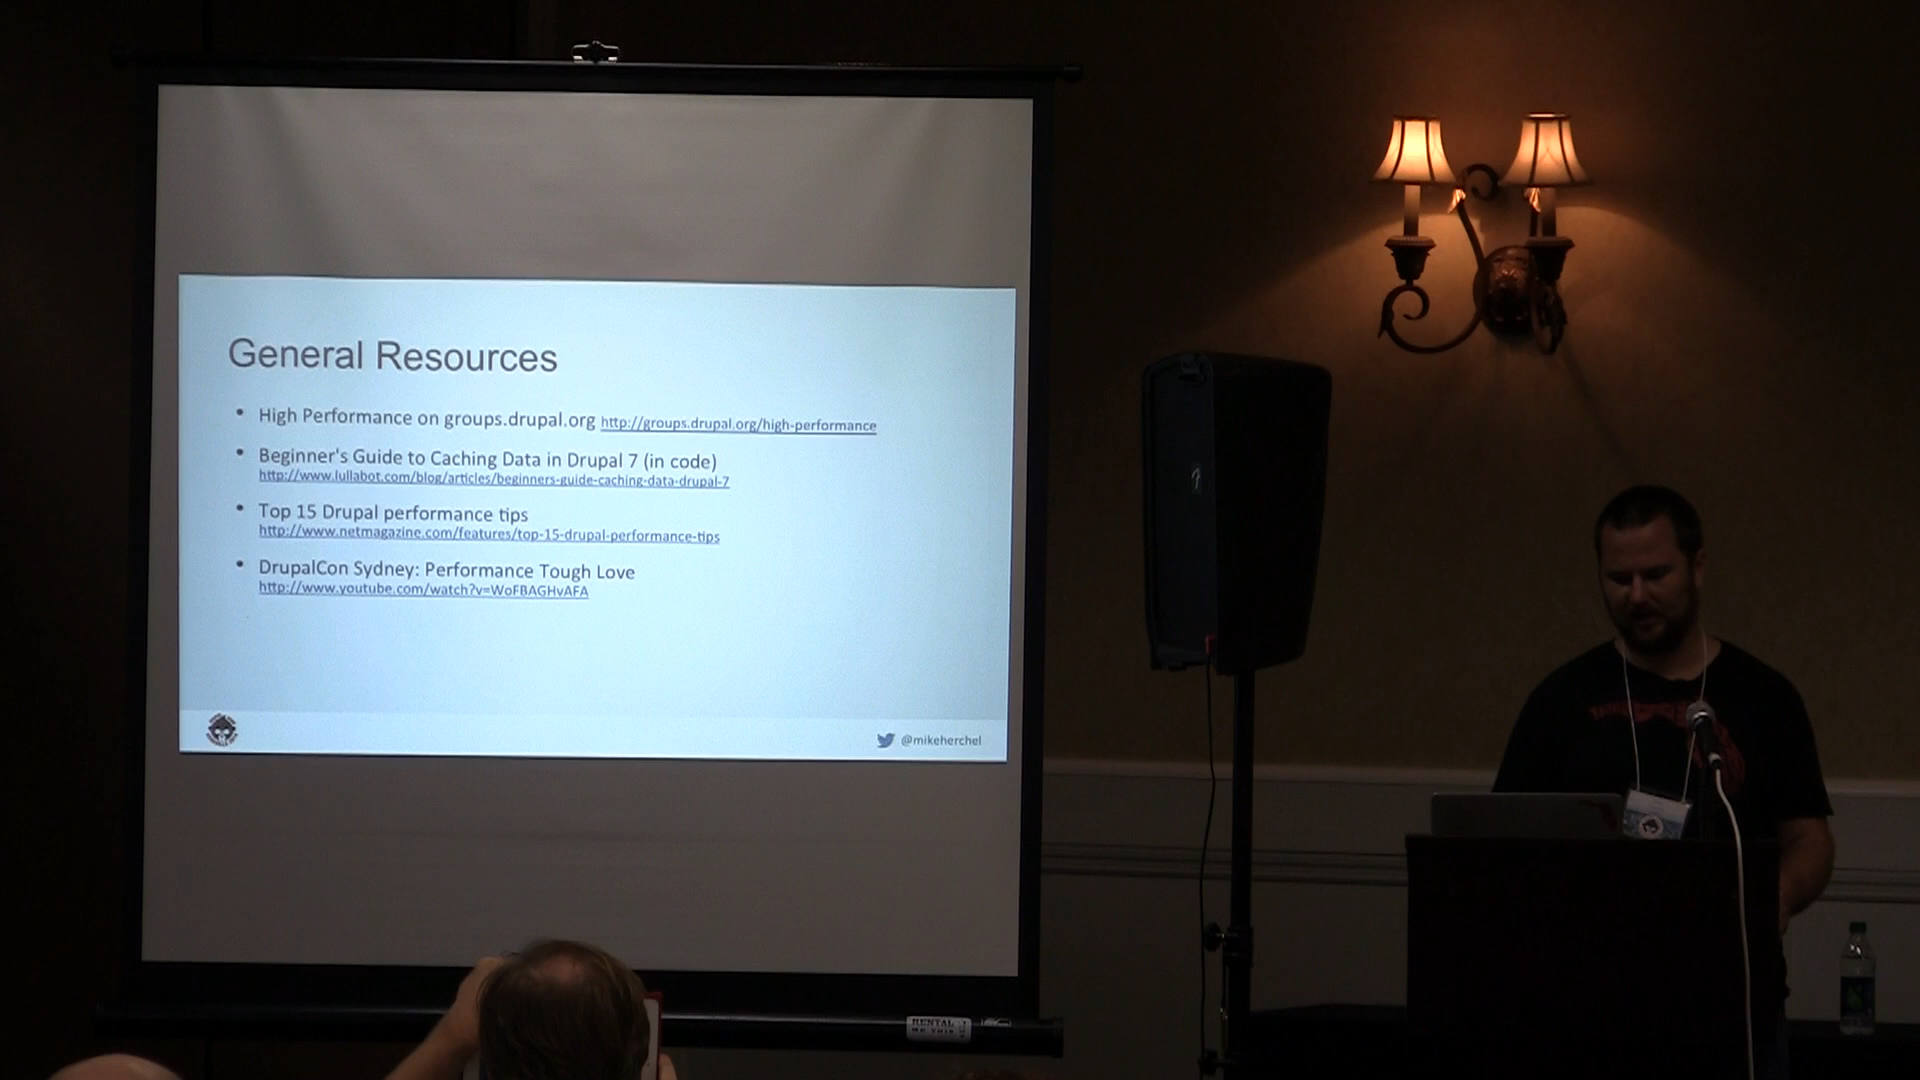 General Resources
• High Performance on groups.drupal.org http://groups.drupal.org/high-performance
• Beginner's Guide to Caching Data in Drupal 7 (in code)
http://www.lullabot.com/blog/articles/beginners-guide-caching-data-drupal-7
• Top 15 Drupal performance tips
http://www.netmagazine.com/features/top-15-drupal-performance-tips
• DrupalCon Sydney: Performance Tough Love
http://www.youtube.com/watch?v=WoFBAGHvAFA
@mikeherchel
RENTAL